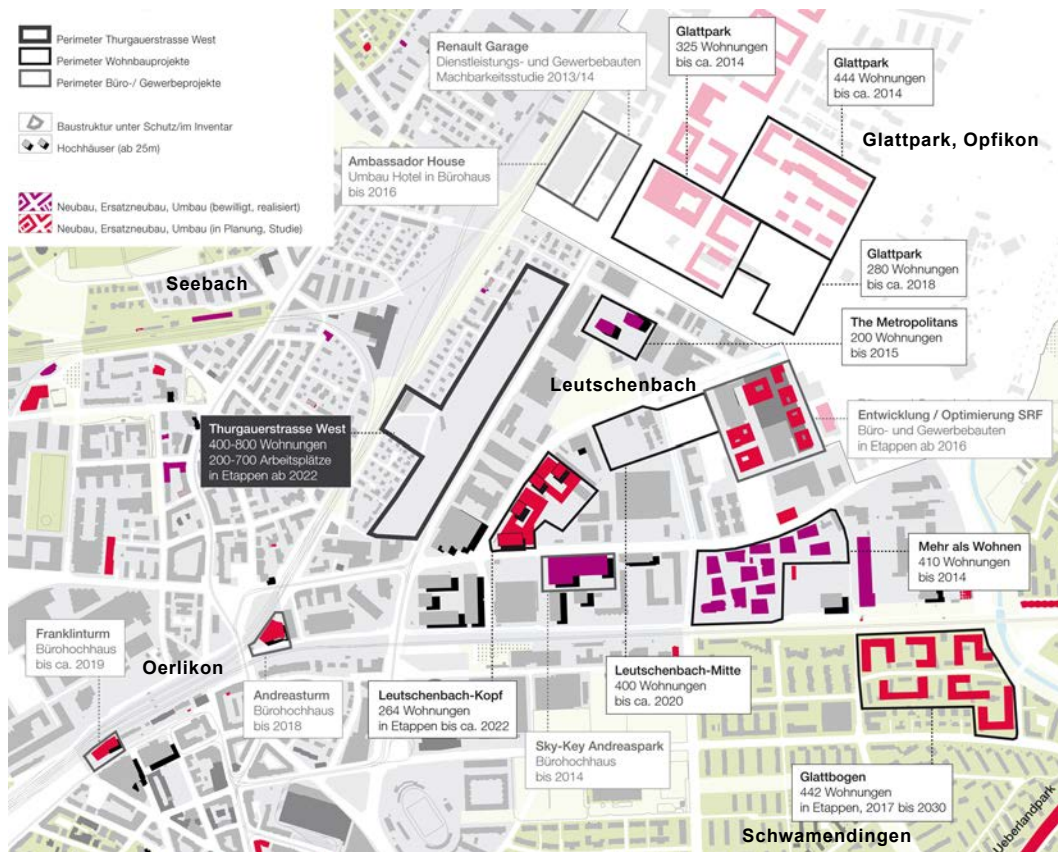 Perimeter Thurgauerstrasse West
Perimeter Wohnbauprojekte
Perimeter Büro-/ Gewerbeprojekte
Baustruktur unter Schutz/im Inventar
Hochhäuser (ab 25m)
Neubau, Ersatzneubau, Umbau (bewilligt, realisiert)
Neubau, Ersatzneubau, Umbau (in Planung, Studie)
Renault Garage
Dienstleistungs- und Gewerbebauten
Machbarkeitsstudie 2013/14
Glattpark
325 Wohnungen
bis ca. 2014
Glattpark
444 Wohnungen
bis ca. 2014
Glattpark, Opfikon
Ambassador House
Umbau Hotel in Bürohaus
bis 2016
Seebach
Glattpark
280 Wohnungen
bis ca. 2018
The Metropolitans
200 Wohnungen
bis 2015
Leutschenbach
Thurgauerstrasse West
400-800 Wohnungen
200-700 Arbeitsplätze
in Etappen ab 2022
Entwicklung / Optimierung SRF
Büro- und Gewerbebauten
in Etappen ab 2016
Mehr als Wohnen
410 Wohnungen
bis 2014
Franklinturm
Bürohochhaus
bis ca. 2019
Oerlikon
Andreasturm
Bürohochhaus
bis 2018
Leutschenbach-Kopf
264 Wohnungen
in Etappen bis ca. 2022
Leutschenbach-Mitte
400 Wohnungen
bis ca. 2020
Sky-Key Andreaspark
Bürohochhaus
bis 2014
Glattbogen
442 Wohnungen
in Etappen, 2017 bis 2030
Schwamendingen
Ueberlandpark